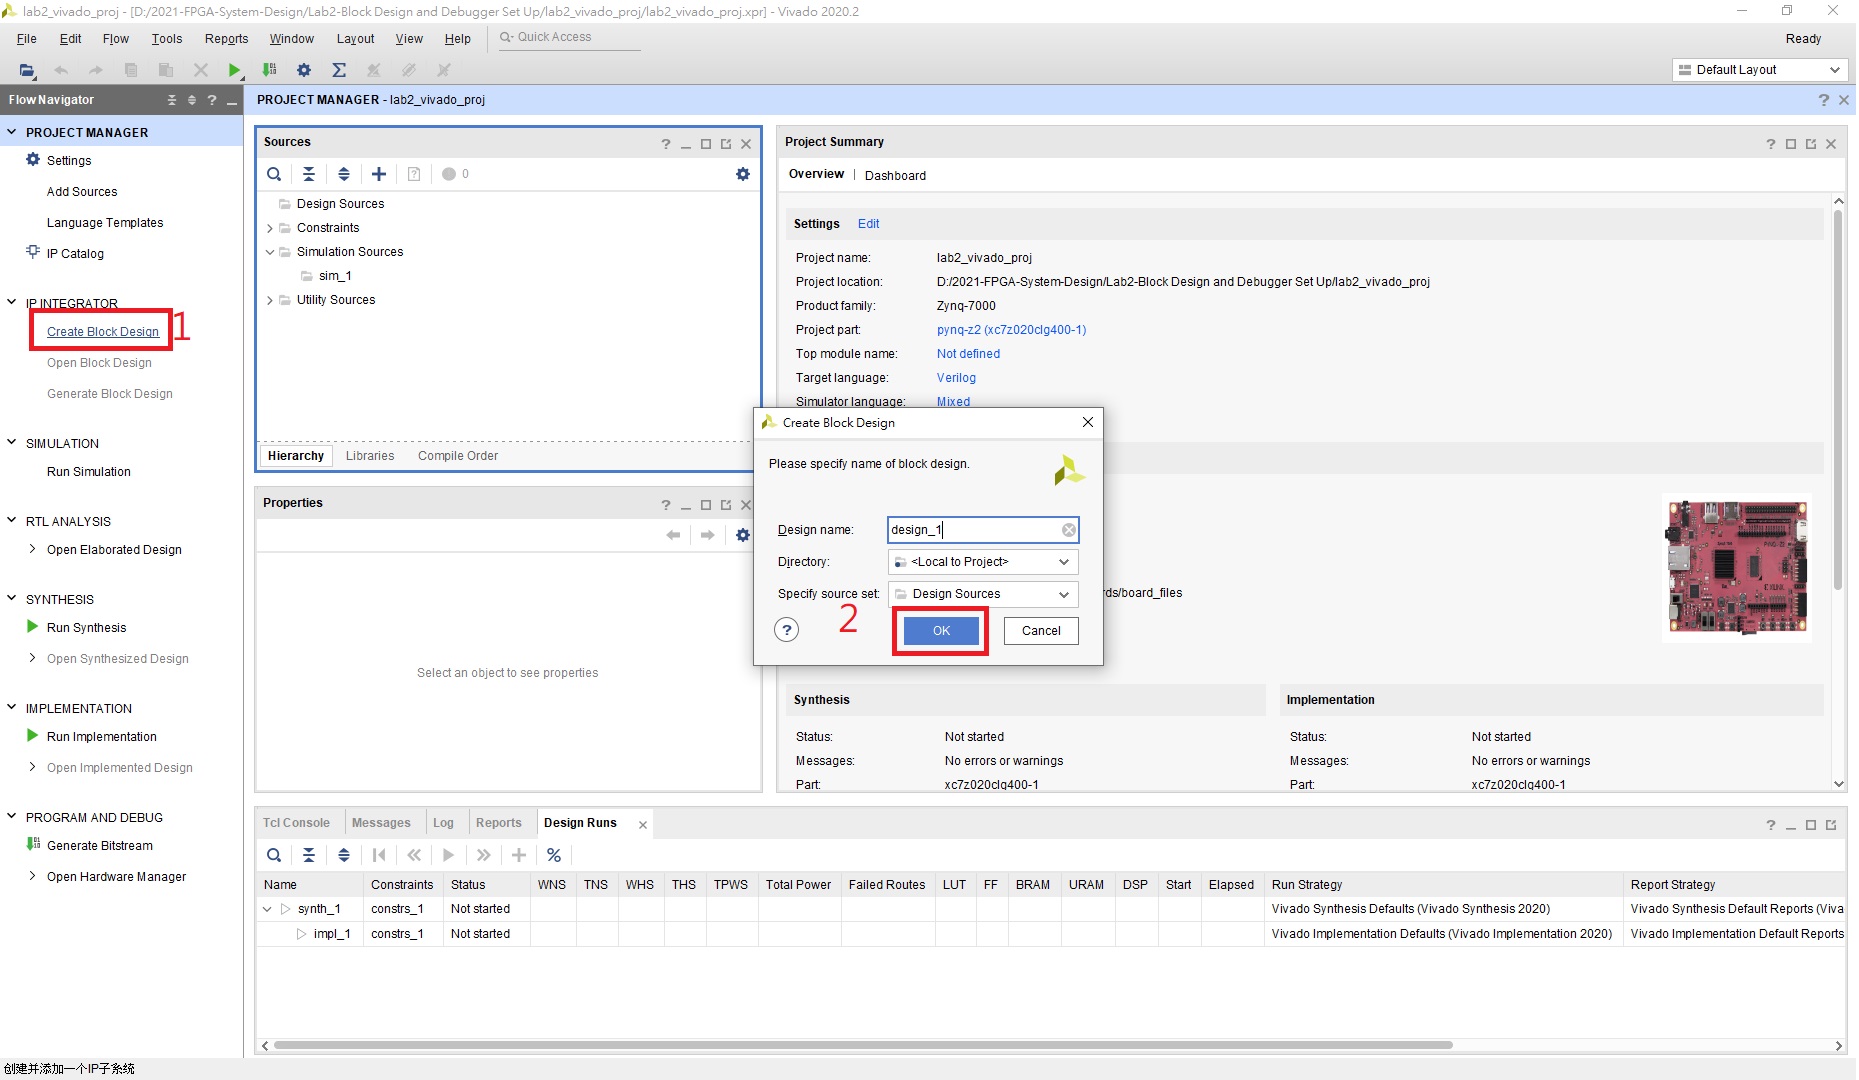 lab2_vivado_proj - [D:/2021-FPGA-System-Design/Lab2-Block Design and Debugger Set Up/lab2_vivado_proj/lab2_vivado_proj.xpr] - Vivado 2020.2
File Edit Flow Tools Reports Window Layout View Help Quick Access Ready
Default Layout
Flow Navigator
PROJECT MANAGER
Settings
Add Sources
Language Templates
IP Catalog
IP INTEGRATOR
Create Block Design 1
Open Block Design
Generate Block Design
SIMULATION
Run Simulation
RTL ANALYSIS
Open Elaborated Design
SYNTHESIS
Run Synthesis
Open Synthesized Design
IMPLEMENTATION
Run Implementation
Open Implemented Design
PROGRAM AND DEBUG
Generate Bitstream
Open Hardware Manager
PROJECT MANAGER - lab2_vivado_proj
Sources
0
Design Sources
Constraints
Simulation Sources
sim_1
Utility Sources
Hierarchy Libraries Compile Order
Properties
Select an object to see properties
Project Summary
Overview | Dashboard
Settings Edit
Project name: lab2_vivado_proj
Project location: D:/2021-FPGA-System-Design/Lab2-Block Design and Debugger Set Up/lab2_vivado_proj
Product family: Zynq-7000
Project part: pynq-z2 (xc7z020clg400-1)
Top module name: Not defined
Target language: Verilog
Simulator language: Mixed
rds/board_files
Create Block Design
Please specify name of block design.
Design name: design_1
Directory: <Local to Project>
Specify source set: Design Sources
2
OK Cancel
Synthesis
Status: Not started
Messages: No errors or warnings
Part: xc7z020clg400-1
Implementation
Status: Not started
Messages: No errors or warnings
Part: xc7z020clg400-1
Tcl Console Messages Log Reports Design Runs
Name Constraints Status WNS TNS WHS THS TPWS Total Power Failed Routes LUT FF BRAM URAM DSP Start Elapsed Run Strategy Report Strategy
synth_1 constrs_1 Not started Vivado Synthesis Defaults (Vivado Synthesis 2020) Vivado Synthesis Default Reports (Viva
impl_1 constrs_1 Not started Vivado Implementation Defaults (Vivado Implementation 2020) Vivado Implementation Default Reports
创建并添加一个IP子系统